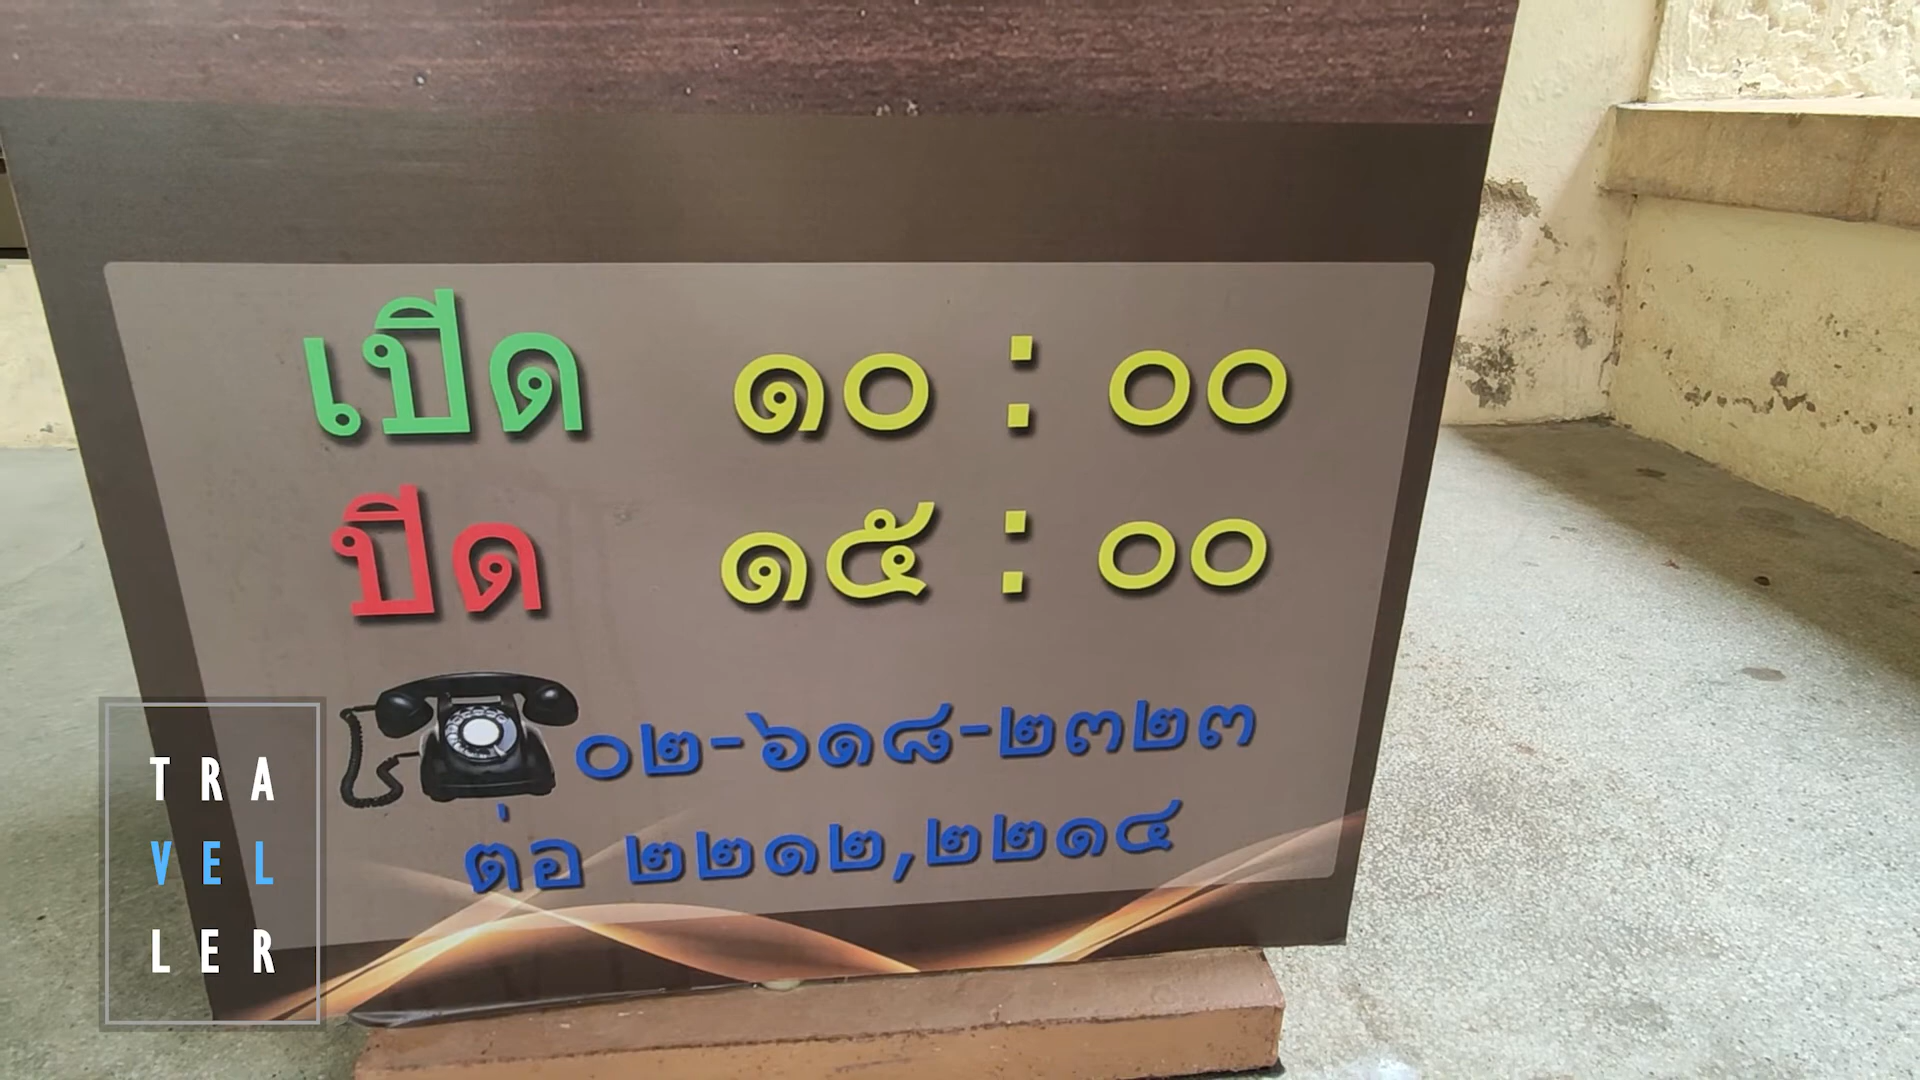 เปิด ๑๐ : ๐๐
ปิด ๑๕ : ๐๐
๐๒-๖๑๘-๒๓๒๓
ต่อ ๒๒๑๒,๒๒๑๔
TRA
VEL
LER